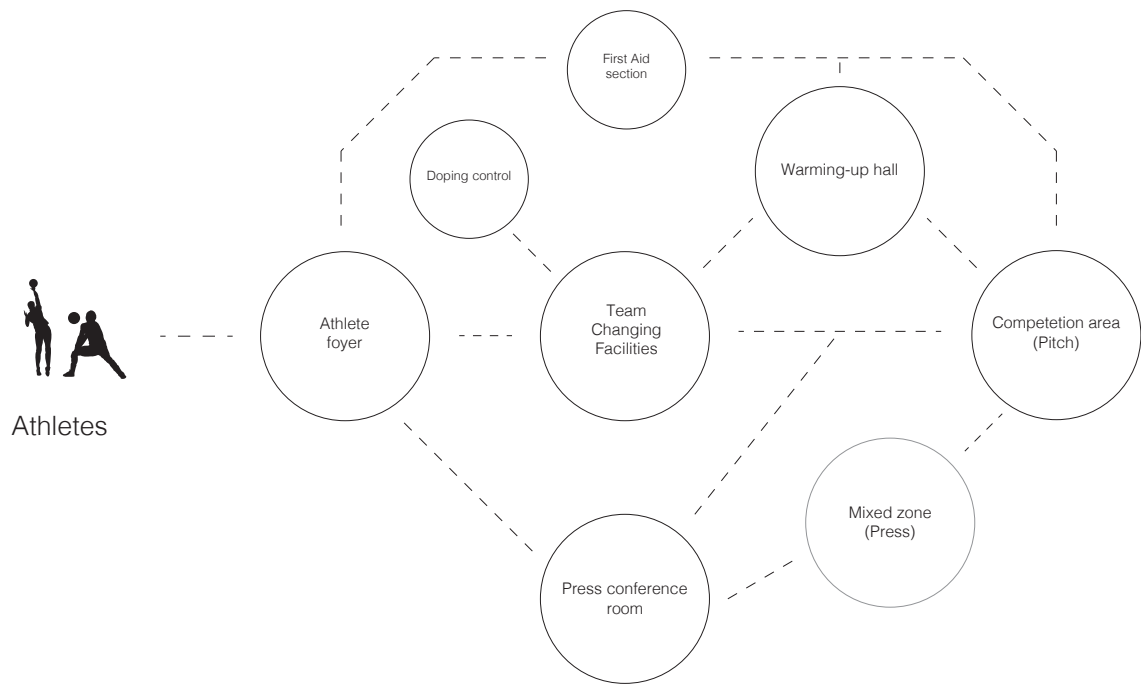 First Aid
section
Doping control
Warming-up hall
Athlete
foyer
Team
Changing
Facilities
Competetion area
(Pitch)
Athletes
Mixed zone
(Press)
Press conference
room